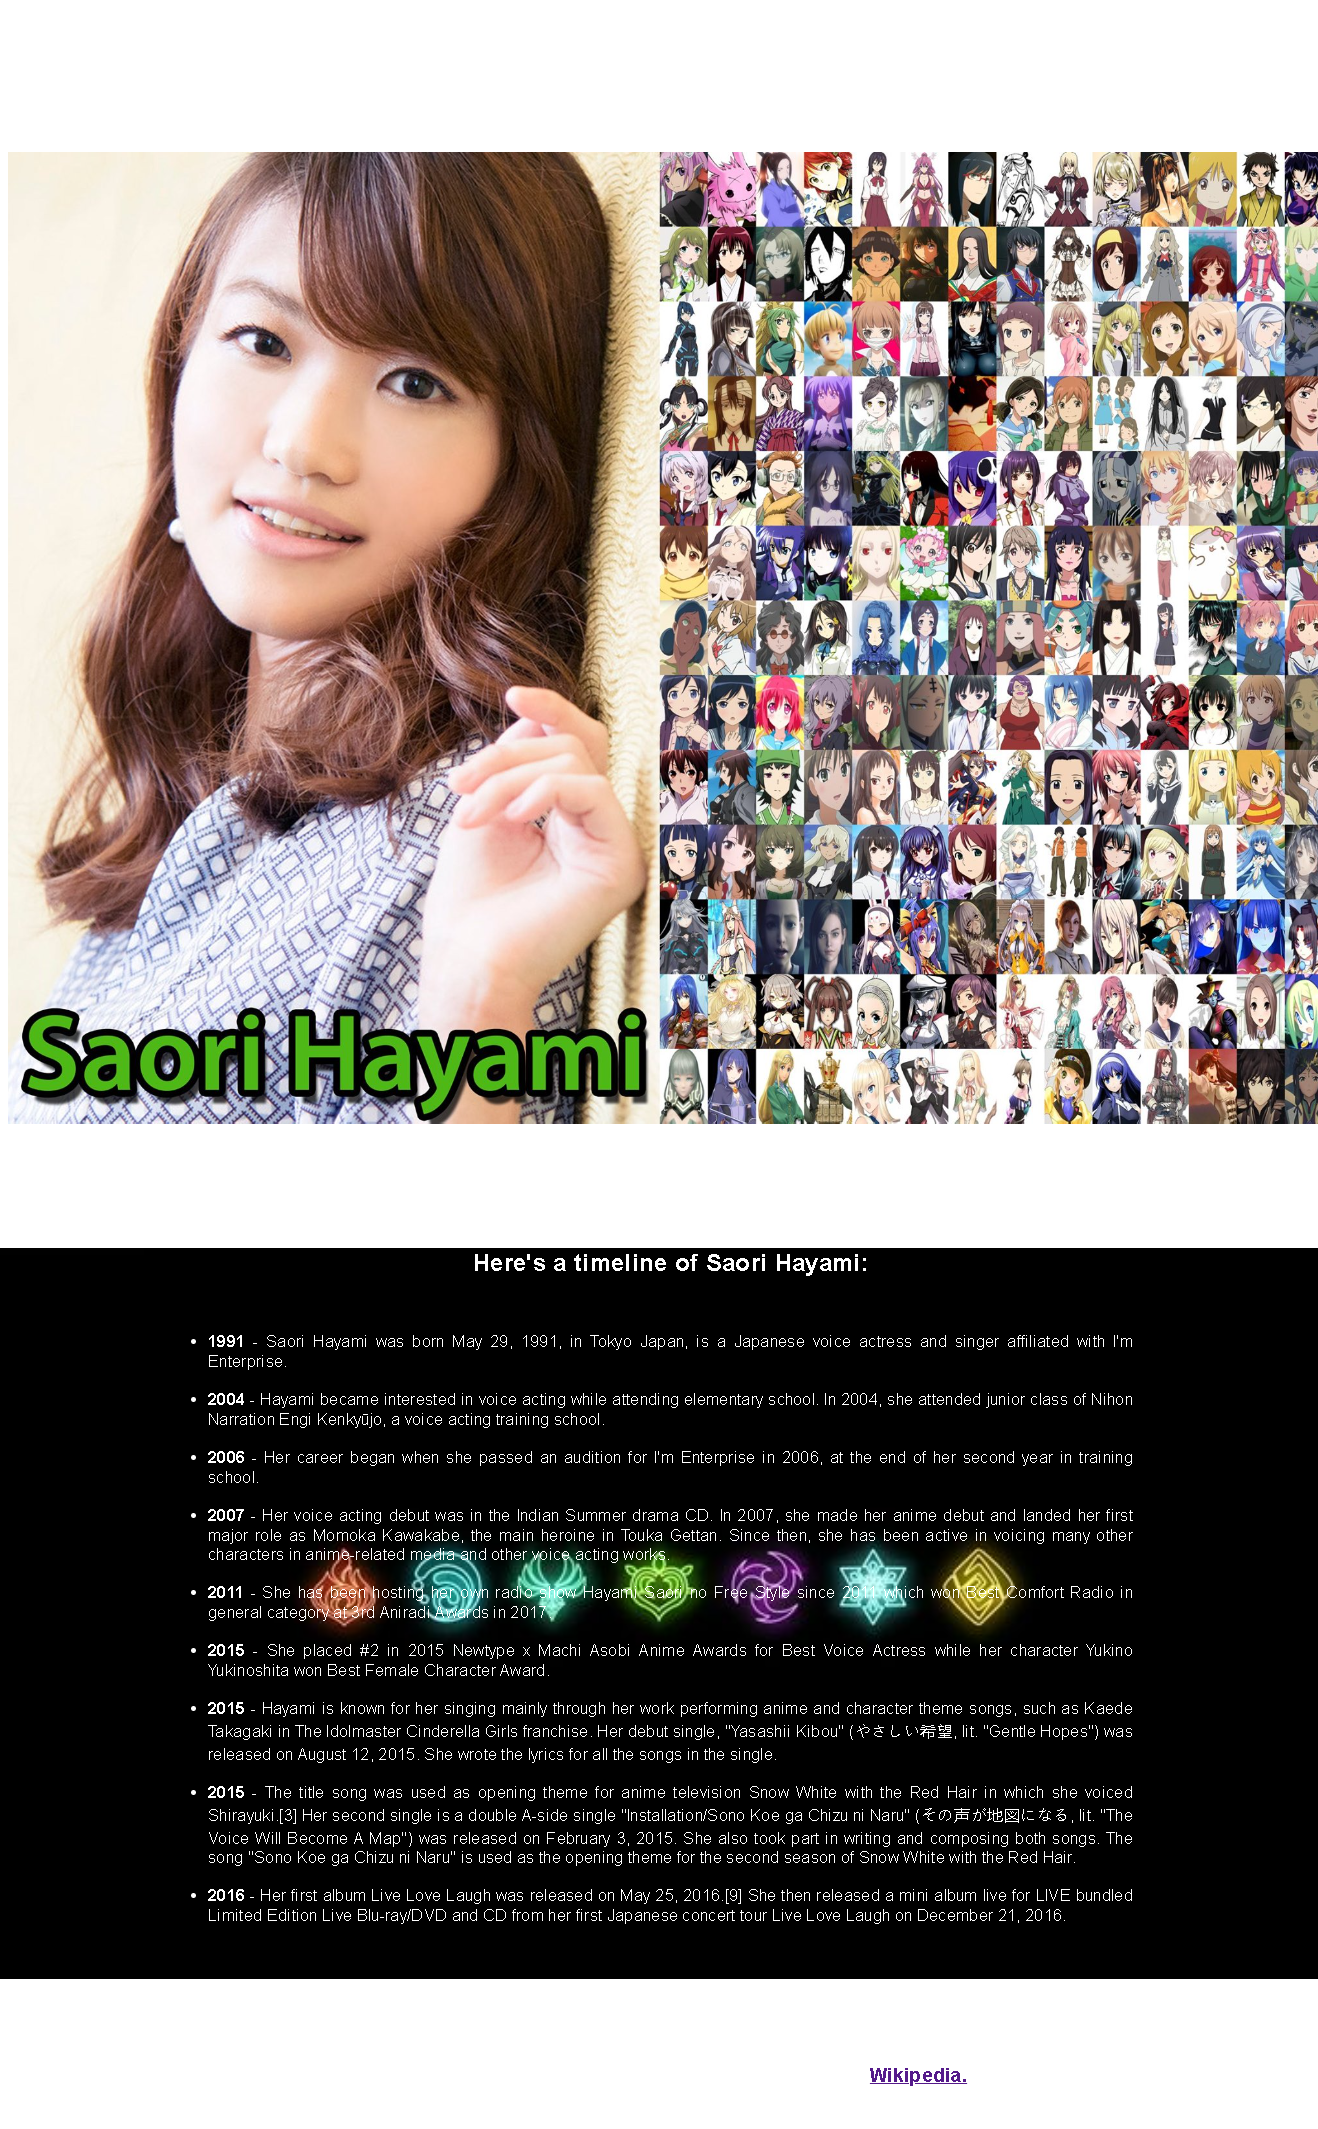 Saori Hayami
Here's a timeline of Saori Hayami:
1991 - Saori Hayami was born May 29, 1991, in Tokyo Japan, is a Japanese voice actress and singer affiliated with I'm
Enterprise.
2004 - Hayami became interested in voice acting while attending elementary school. In 2004, she attended junior class of Nihon
Narration Engi Kenkyūjo, a voice acting training school.
2006 - Her career began when she passed an audition for I'm Enterprise in 2006, at the end of her second year in training
school.
2007 - Her voice acting debut was in the Indian Summer drama CD. In 2007, she made her anime debut and landed her first
major role as Momoka Kawakabe, the main heroine in Touka Gettan. Since then, she has been active in voicing many other
characters in anime-related media and other voice acting works.
2011 - She has been hosting her own radio show Hayami Saori no Free Style since 2011 which won Best Comfort Radio in
general category at 3rd Aniradi Awards in 2017.
2015 - She placed #2 in 2015 Newtype x Machi Asobi Anime Awards for Best Voice Actress while her character Yukino
Yukinoshita won Best Female Character Award.
2015 - Hayami is known for her singing mainly through her work performing anime and character theme songs, such as Kaede
Takagaki in The Idolmaster Cinderella Girls franchise. Her debut single, "Yasashii Kibou" (やさしい希望, lit. "Gentle Hopes") was
released on August 12, 2015. She wrote the lyrics for all the songs in the single.
2015 - The title song was used as opening theme for anime television Snow White with the Red Hair in which she voiced
Shirayuki.[3] Her second single is a double A-side single "Installation/Sono Koe ga Chizu ni Naru" (その声が地図になる, lit. "The
Voice Will Become A Map") was released on February 3, 2015. She also took part in writing and composing both songs. The
song "Sono Koe ga Chizu ni Naru" is used as the opening theme for the second season of Snow White with the Red Hair.
2016 - Her first album Live Love Laugh was released on May 25, 2016.[9] She then released a mini album live for LIVE bundled
Limited Edition Live Blu-ray/DVD and CD from her first Japanese concert tour Live Love Laugh on December 21, 2016.
Wikipedia.